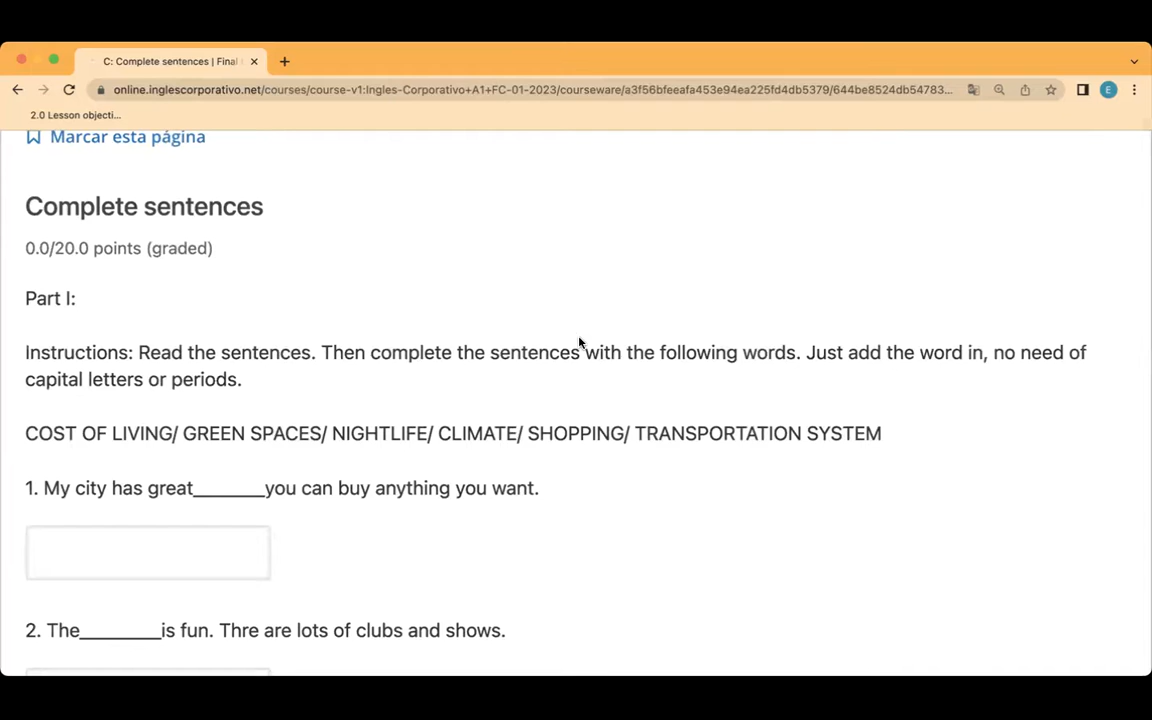 C: Complete sentences | Final
online.inglescorporativo.net/courses/course-v1:Ingles-Corporativo+A1+FC-01-2023/courseware/a3f56bfeeafa453e94ea225fd4db5379/644be8524db54783...
E
2.0 Lesson objecti...
Marcar esta página
Complete sentences
0.0/20.0 points (graded)
Part I:
Instructions: Read the sentences. Then complete the sentences with the following words. Just add the word in, no need of
capital letters or periods.
COST OF LIVING/ GREEN SPACES/ NIGHTLIFE/ CLIMATE/ SHOPPING/ TRANSPORTATION SYSTEM
1. My city has great________you can buy anything you want.
2. The_________is fun. Thre are lots of clubs and shows.